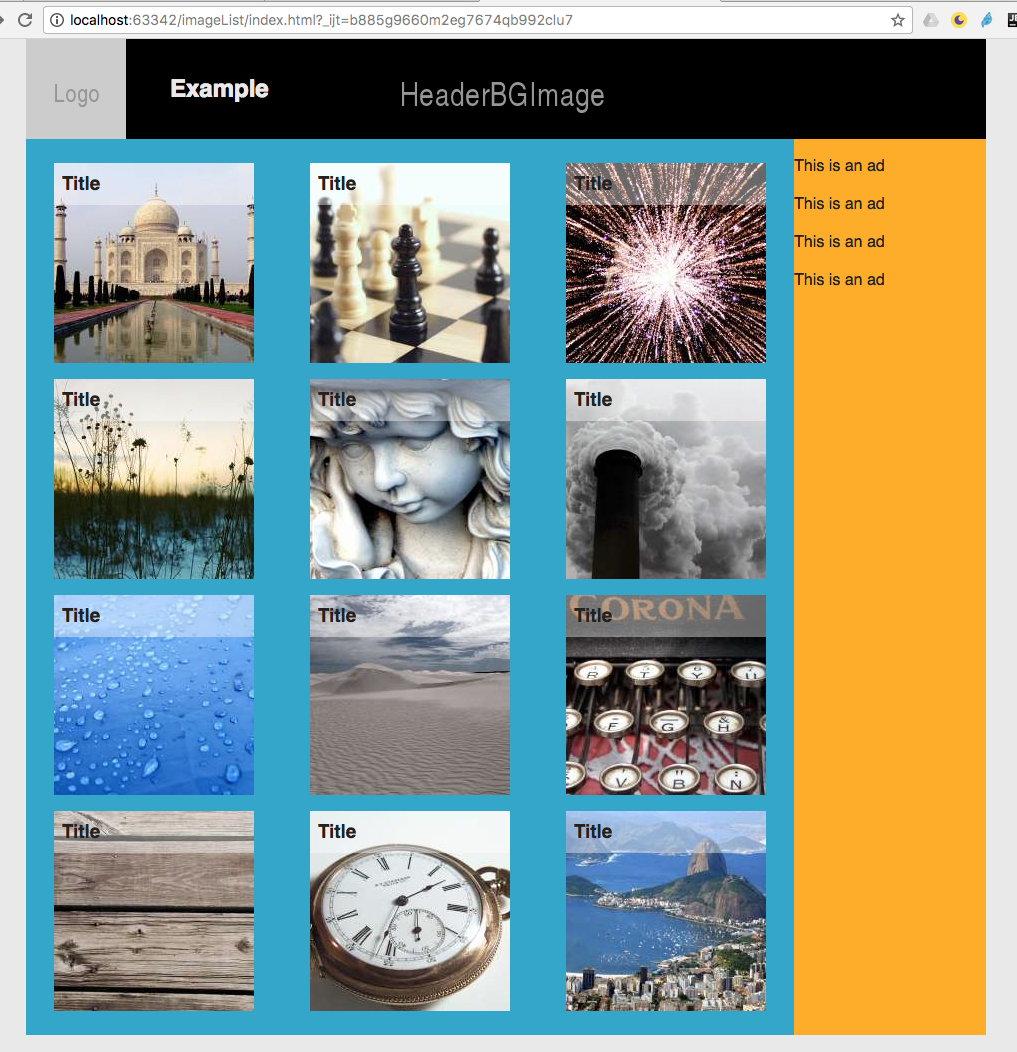 localhost:63342/imageList/index.html?_ijt=b885g9660m2eg7674qb992clu7
Logo
Example
HeaderBGImage
Title
Title
Title
This is an ad
This is an ad
This is an ad
This is an ad
Title
Title
Title
Title
Title
Title
CORONA
R T Y U
F G H
V B N
Title
Title
Title